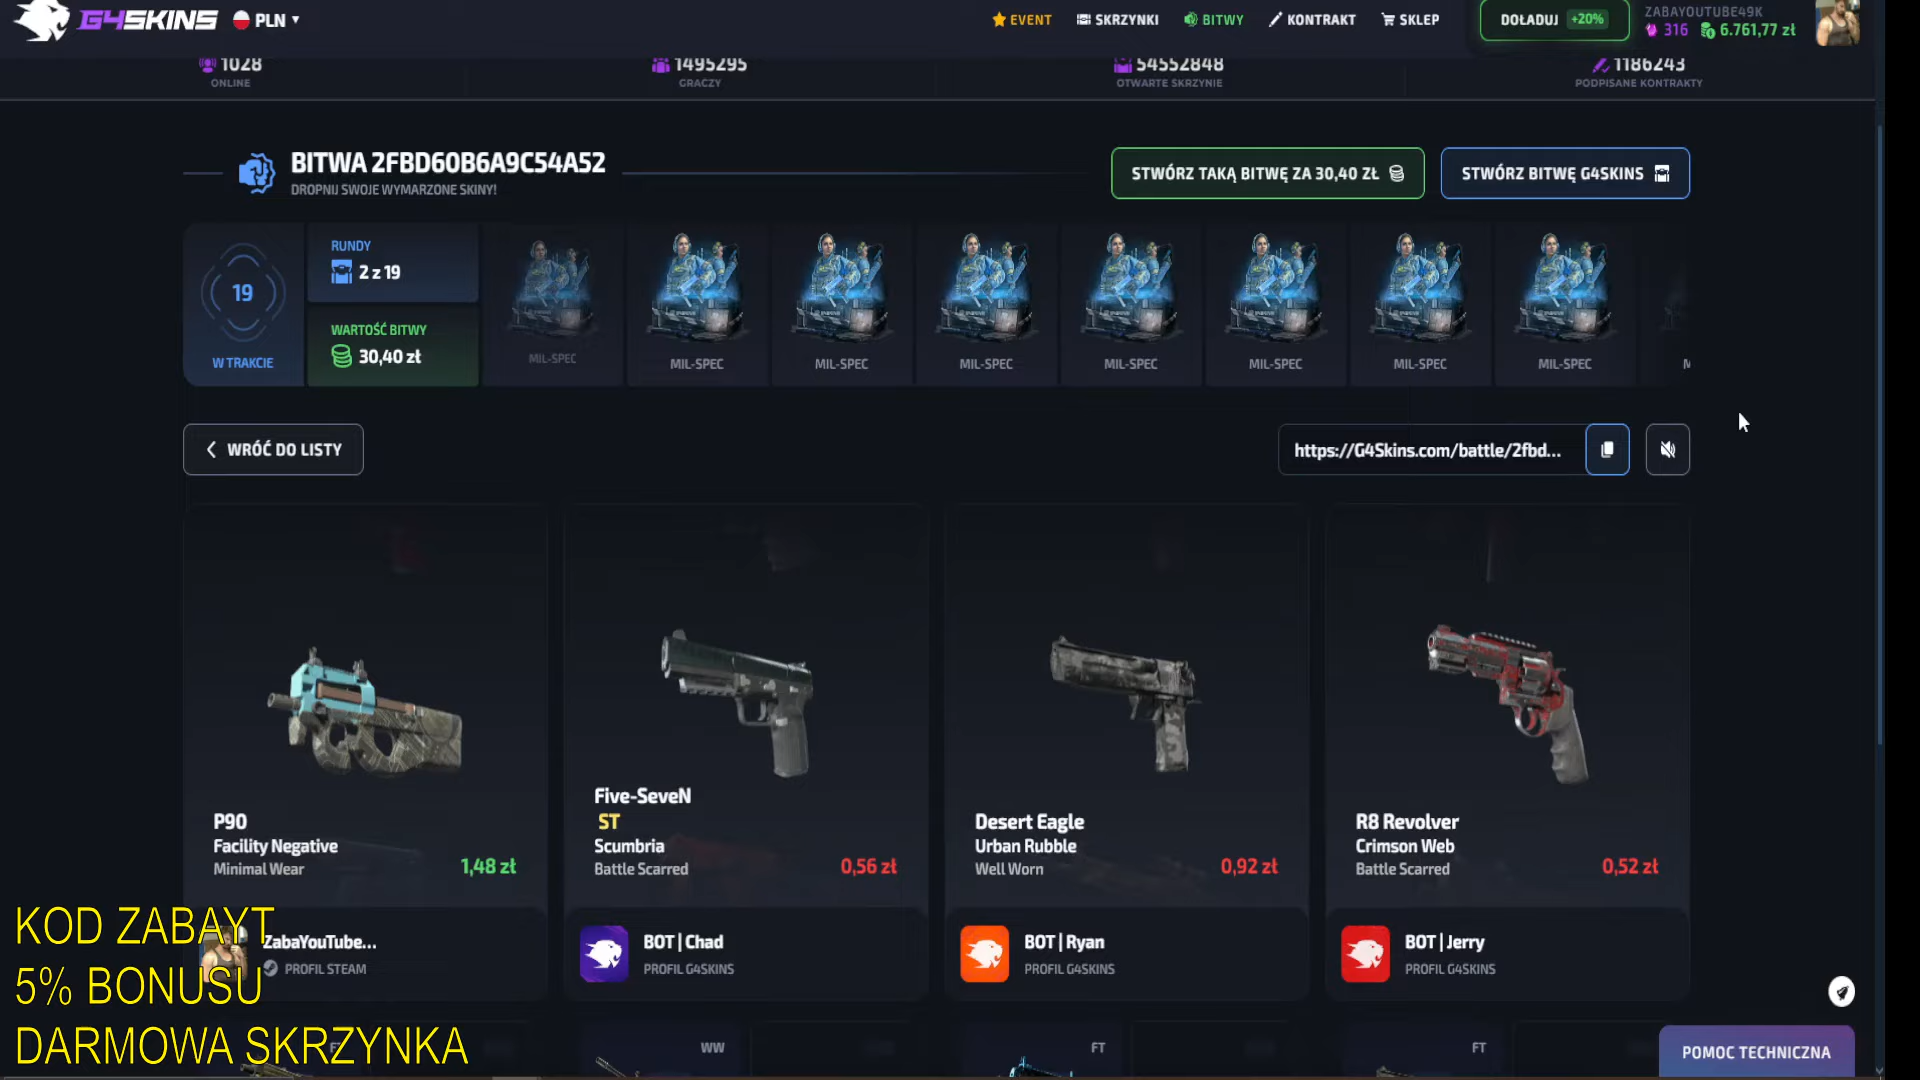 G4SKINS
PLN
EVENT
SKRZYNKI
BITWY
KONTRAKT
SKLEP
DOŁADUJ +20%
ZABAYOUTUBE49K
316 6.761,77 zł
1028
ONLINE
1495295
GRACZY
54552848
OTWARTE SKRZYNIE
1186243
PODPISANE KONTRAKTY
BITWA 2FBD60B6A9C54A52
DROPNIJ SWOJE WYMARZONE SKINY!
STWÓRZ TAKĄ BITWĘ ZA 30,40 ZŁ
STWÓRZ BITWĘ G4SKINS
19
W TRAKCIE
RUNDY
2 z 19
WARTOŚĆ BITWY
30,40 zł
MIL-SPEC
MIL-SPEC
MIL-SPEC
MIL-SPEC
MIL-SPEC
MIL-SPEC
MIL-SPEC
MIL-SPEC
WRÓĆ DO LISTY
https://G4Skins.com/battle/2fbd...
P90
Facility Negative
Minimal Wear
1,48 zł
Five-SeveN
ST
Scumbria
Battle Scarred
0,56 zł
Desert Eagle
Urban Rubble
Well Worn
0,92 zł
R8 Revolver
Crimson Web
Battle Scarred
0,52 zł
ZabaYouTube...
PROFIL STEAM
BOT | Chad
PROFIL G4SKINS
BOT | Ryan
PROFIL G4SKINS
BOT | Jerry
PROFIL G4SKINS
KOD ZABAYT
5% BONUSU
DARMOWA SKRZYNKA
WW
FT
FT
POMOC TECHNICZNA